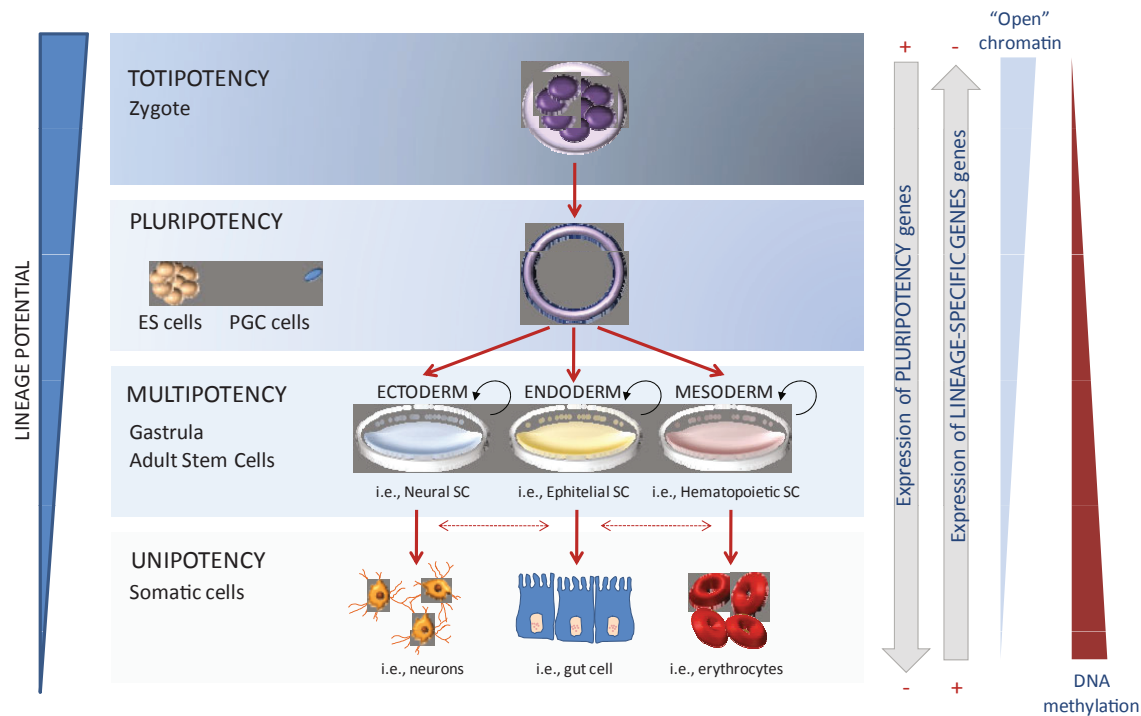 LINEAGE POTENTIAL
TOTIPOTENCY
Zygote
PLURIPOTENCY
ES cells
PGC cells
MULTIPOTENCY
Gastrula
Adult Stem Cells
ECTODERM
ENDODERM
MESODERM
i.e., Neural SC
i.e., Ephitelial SC
i.e., Hematopoietic SC
UNIPOTENCY
Somatic cells
i.e., neurons
i.e., gut cell
i.e., erythrocytes
+
Expression of PLURIPOTENCY genes
-
-
Expression of LINEAGE-SPECIFIC GENES genes
+
“Open”
chromatin
DNA
methylation